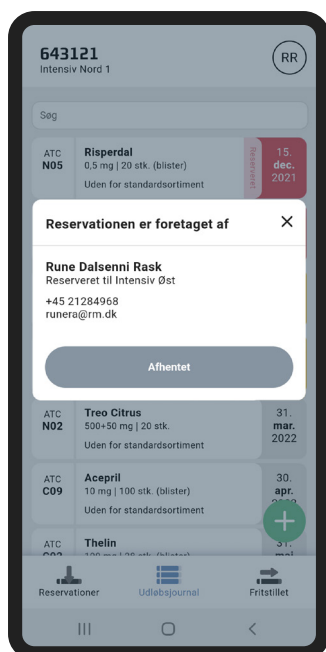 643121
Intensiv Nord 1
RR
Søg
ATC
N05
Risperdal
0,5 mg | 20 stk. (blister)
Uden for standardsortiment
Reserveret
15.
dec.
2021
Reservationen er foretaget af
Rune Dalsenni Rask
Reserveret til Intensiv Øst
+45 21284968
runera@rm.dk
Afhentet
ATC
N02
Treo Citrus
500+50 mg | 20 stk.
Uden for standardsortiment
31.
mar.
2022
ATC
C09
Acepril
10 mg | 100 stk. (blister)
Uden for standardsortiment
30.
apr.
ATC
Thelin
31.
Reservationer
Udløbsjournal
Fritstillet